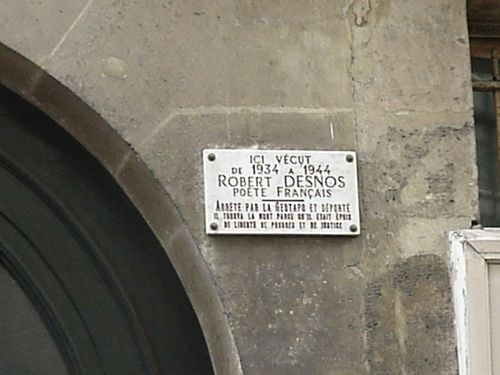 ICI VÉCUT
DE 1934 A 1944
ROBERT DESNOS
POÈTE FRANÇAIS
ARRÊTÉ PAR LA GESTAPO ET DÉPORTÉ
IL TROUVA LA MORT PARCE QU'IL ÉTAIT ÉPRIS
DE LIBERTÉ DE PROGRÈS ET DE JUSTICE